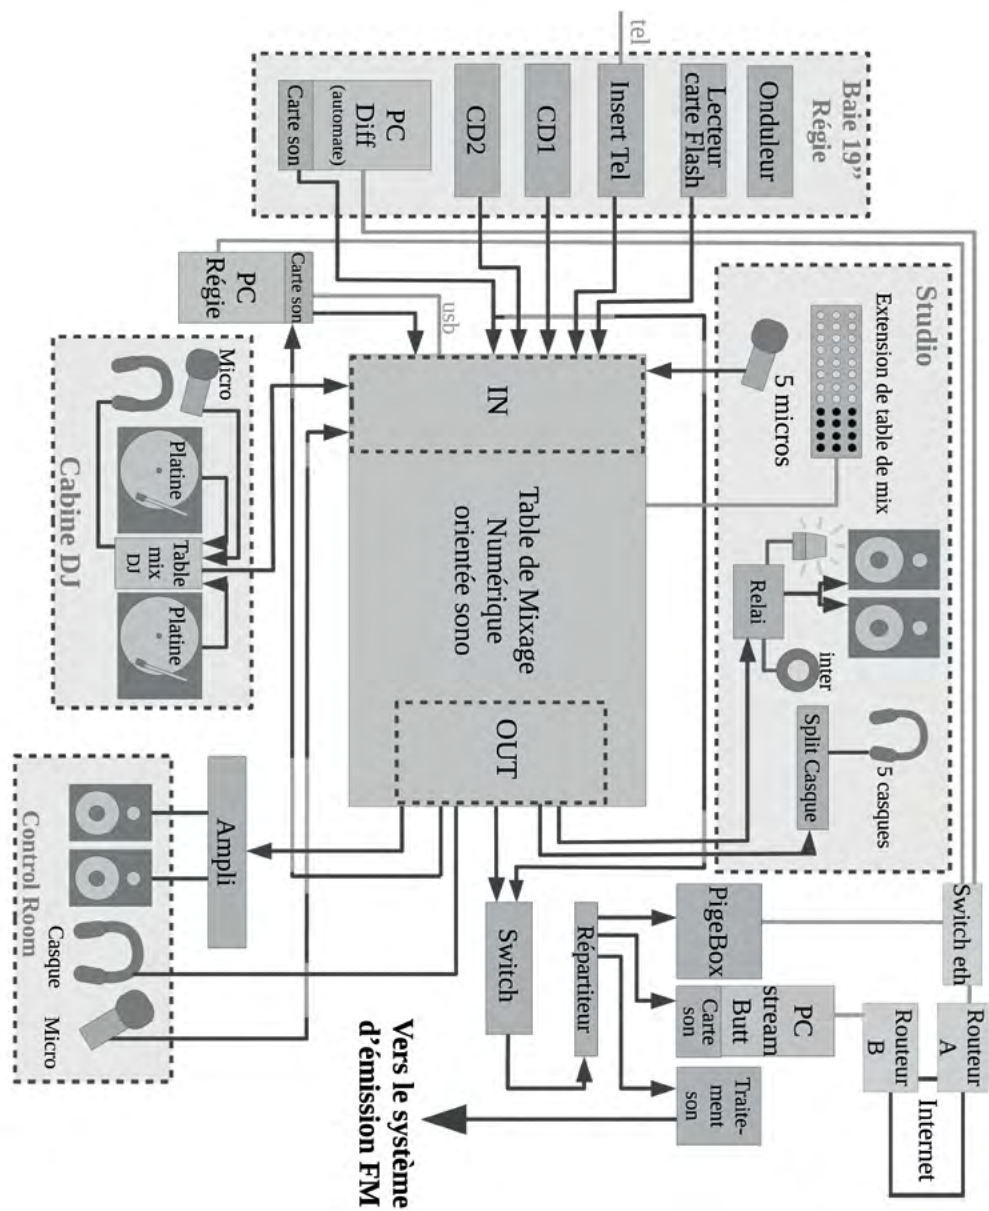 tel
Baie 19”
Régie
Onduleur
Lecteur
carte Flash
Insert Tel
CD1
CD2
PC
Diff
(automate)
Carte son
Carte son
PC
Régie
usb
Studio
Extension de table de mix
5 micros
Relai
inter
Split Casque
5 casques
IN
Table de Mixage
Numérique
orientée sono
OUT
Micro
Platine
Table
mix
DJ
Platine
Cabine DJ
Ampli
Control Room
Casque
Micro
Switch
Répartiteur
PigeBox
PC
Butt
stream
Carte
son
Traite-
ment
son
Switch eth
Routeur
A
Routeur
B
Internet
Vers le système
d’émission FM